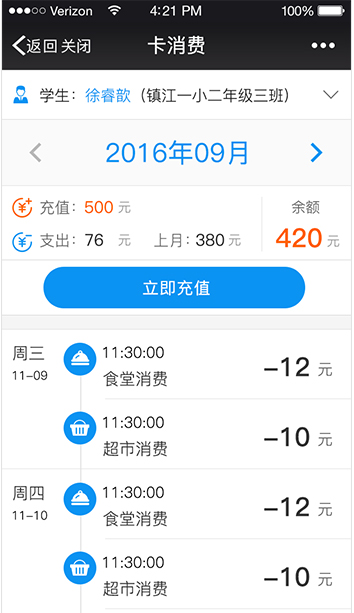 Verizon 4:21 PM 100%
返回 关闭 卡消费
学生：徐睿歆（镇江一小二年级三班）
2016年09月
充值：500 元
余额
支出：76 元 上月：380 元
420 元
立即充值
周三 11:30:00
11-09 食堂消费 -12 元
11:30:00
超市消费 -10 元
周四 11:30:00
11-10 食堂消费 -12 元
11:30:00
超市消费 -10 元